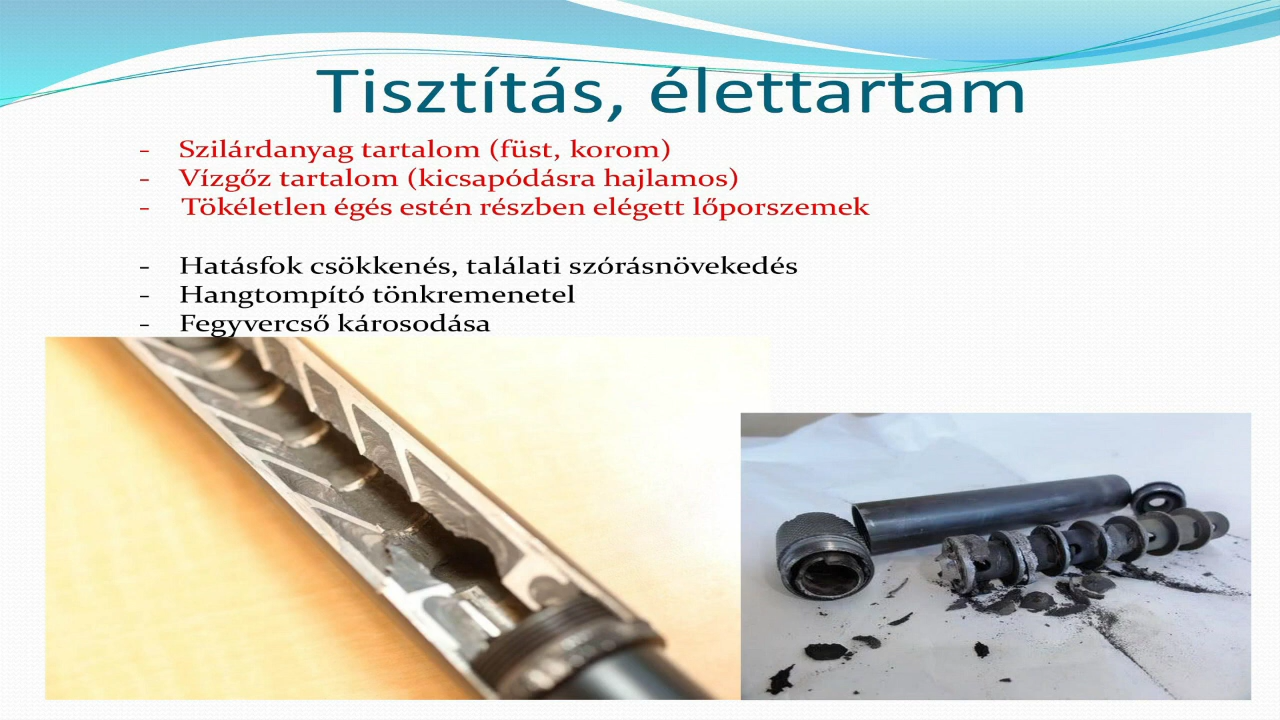 Tisztítás, élettartam
- Szilárdanyag tartalom (füst, korom)
- Vízgőz tartalom (kicsapódásra hajlamos)
- Tökéletlen égés estén részben elégett lőporszemek
- Hatásfok csökkenés, találati szórásnövekedés
- Hangtompító tönkremenetel
- Fegyvercső károsodása